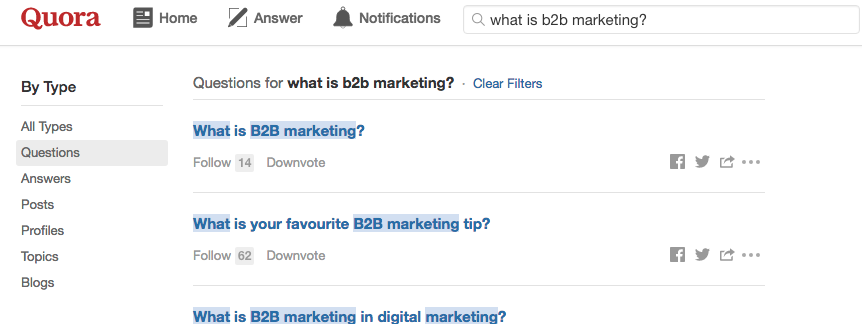 Quora
Home
Answer
Notifications
what is b2b marketing?
By Type
All Types
Questions
Answers
Posts
Profiles
Topics
Blogs
Questions for what is b2b marketing? · Clear Filters
What is B2B marketing?
Follow 14 Downvote
What is your favourite B2B marketing tip?
Follow 62 Downvote
What is B2B marketing in digital marketing?